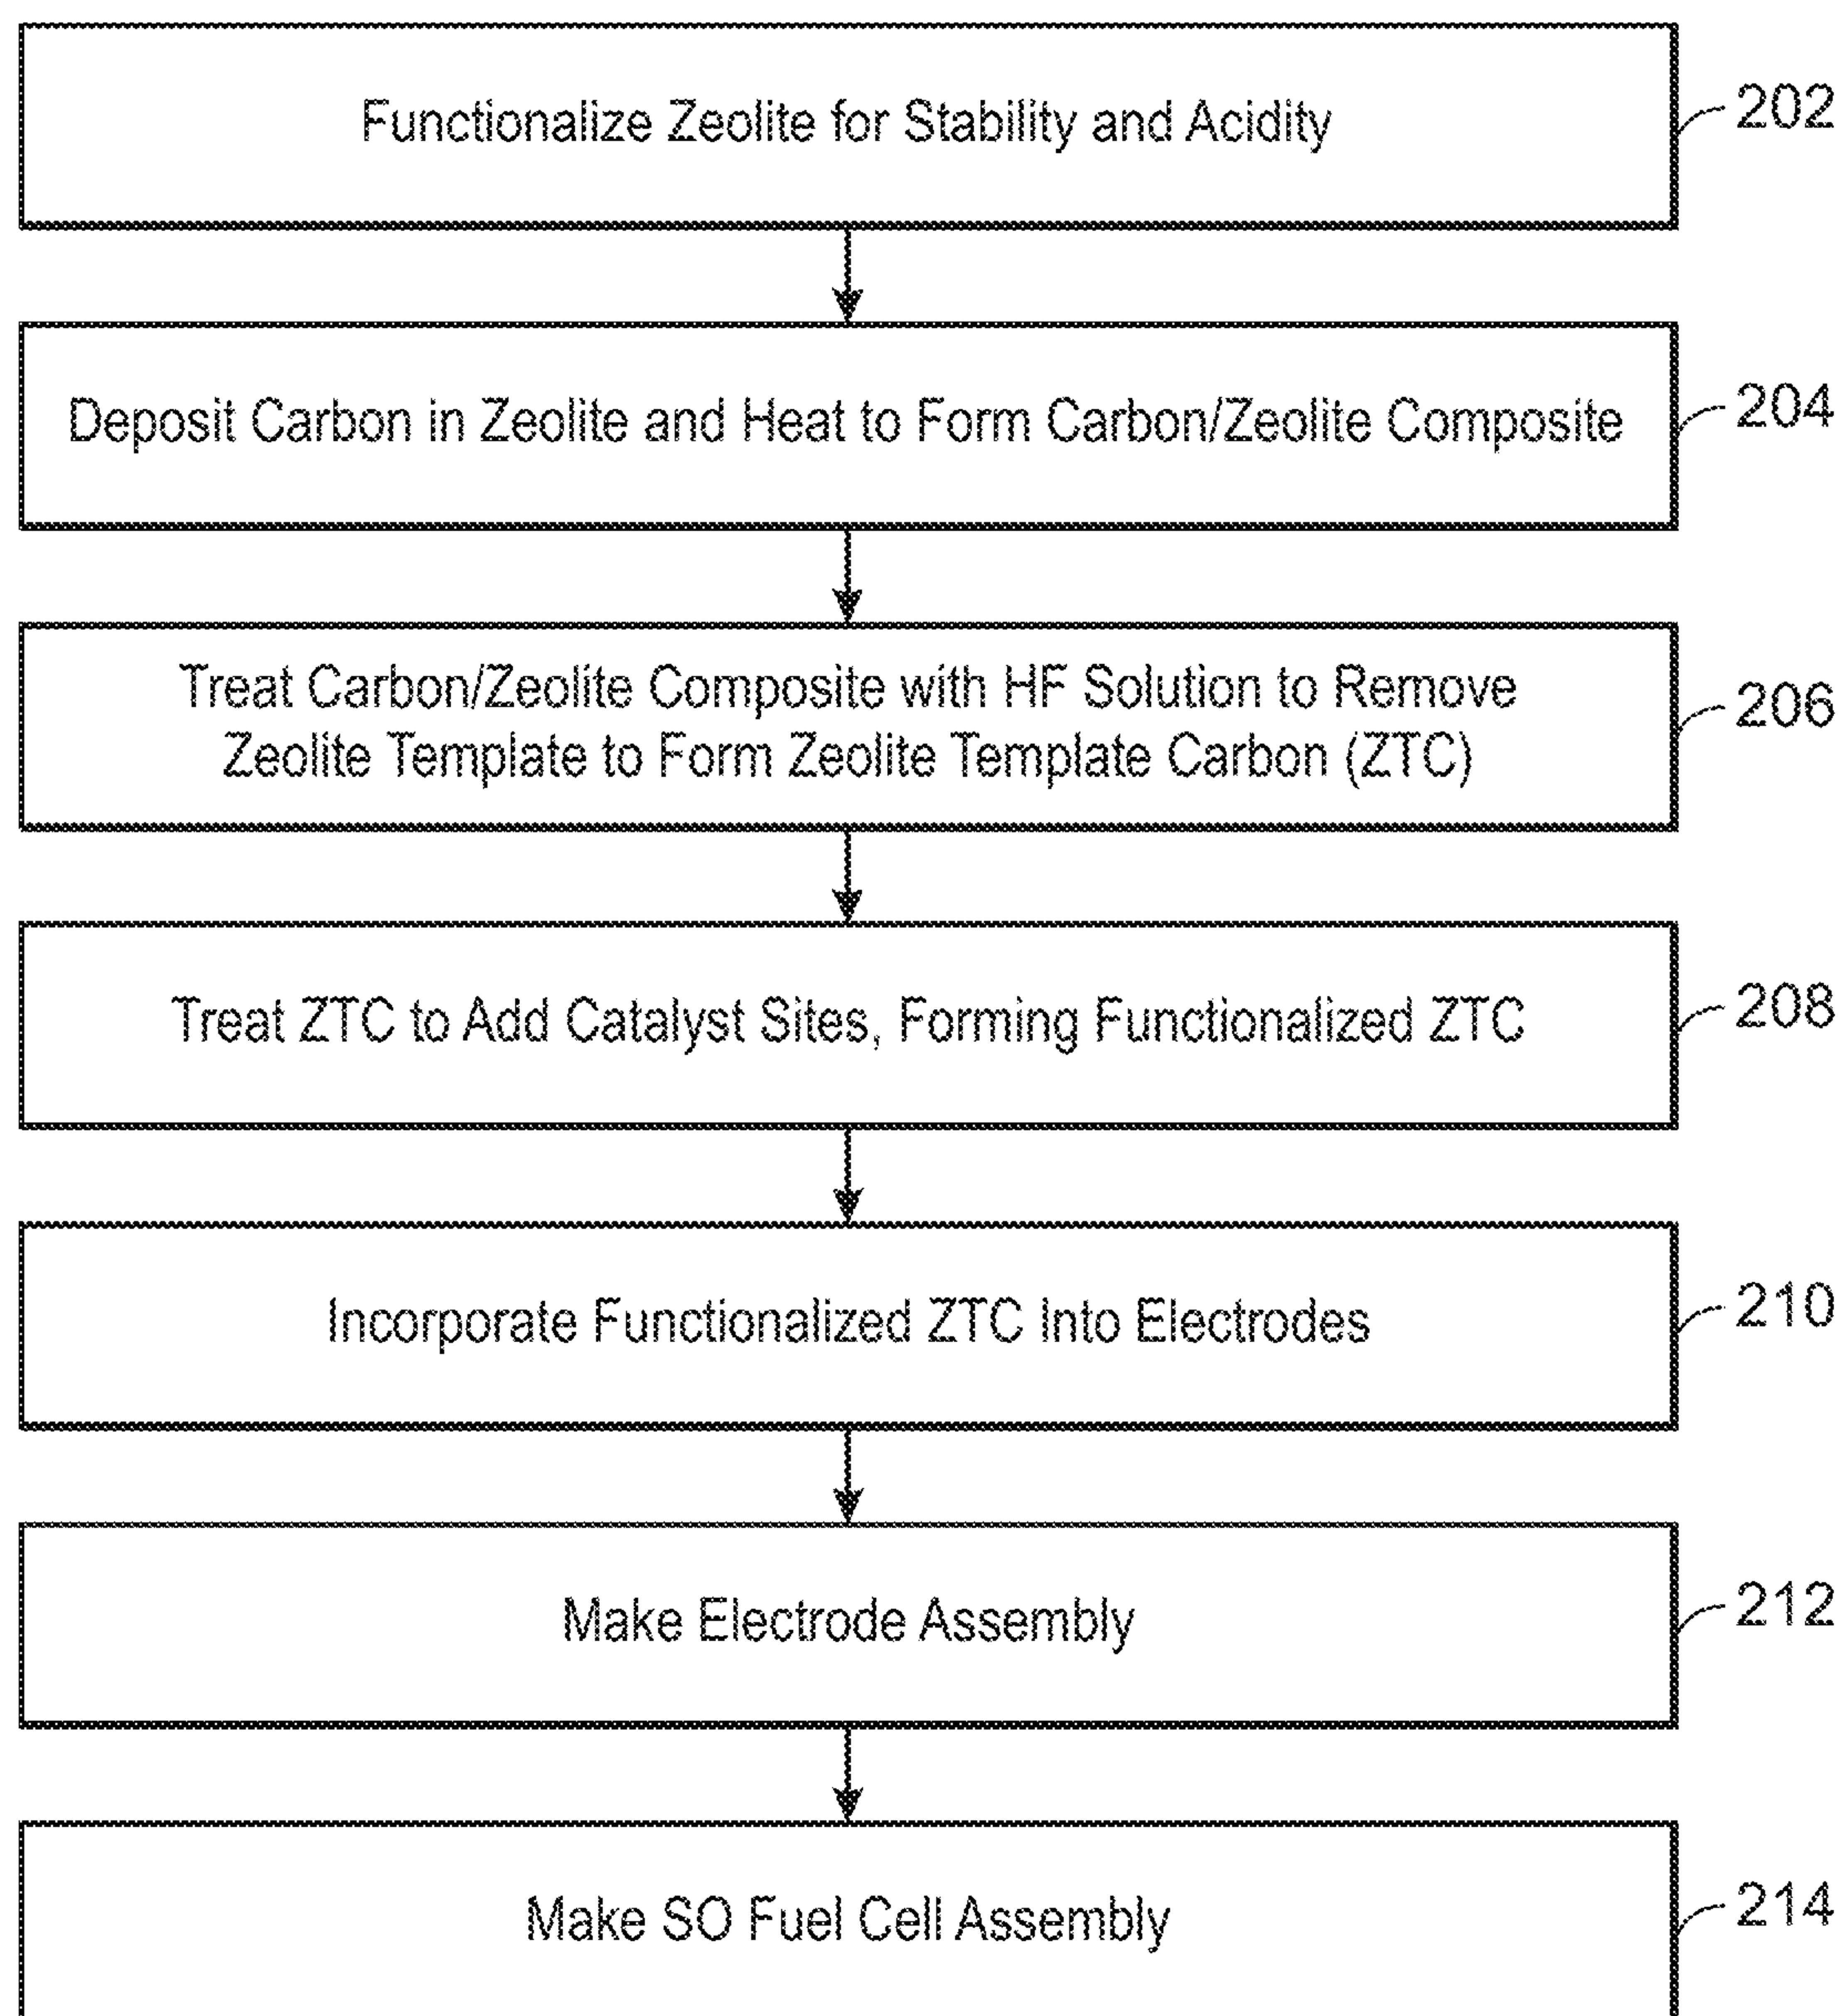 Functionalize Zeolite for Stability and Acidity
202
Deposit Carbon in Zeolite and Heat to Form Carbon/Zeolite Composite
204
Treat Carbon/Zeolite Composite with HF Solution to Remove
Zeolite Template to Form Zeolite Template Carbon (ZTC)
206
Treat ZTC to Add Catalyst Sites, Forming Functionalized ZTC
208
Incorporate Functionalized ZTC Into Electrodes
210
Make Electrode Assembly
212
Make SO Fuel Cell Assembly
214